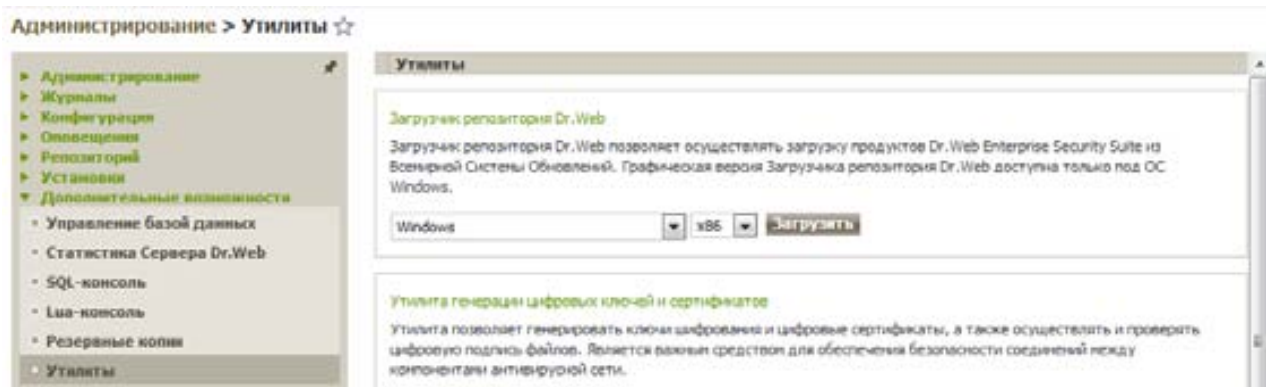 Администрирование > Утилиты
Администрирование
Журналы
Конфигурация
Оповещения
Репозиторий
Установки
Дополнительные возможности
Управление базой данных
Статистика Сервера Dr.Web
SQL-консоль
Lua-консоль
Резервные копии
Утилиты
Утилиты
Загрузчик репозитория Dr.Web
Загрузчик репозитория Dr.Web позволяет осуществлять загрузку продуктов Dr.Web Enterprise Security Suite из
Всемирной Системы Обновлений. Графическая версия Загрузчика репозитория Dr.Web доступна только под ОС
Windows.
Windows x86 Загрузить
Утилита генерации цифровых ключей и сертификатов
Утилита позволяет генерировать ключи шифрования и цифровые сертификаты, а также осуществлять и проверять
цифровую подпись файлов. Является важным средством для обеспечения безопасности соединений между
компонентами антивирусной сети.